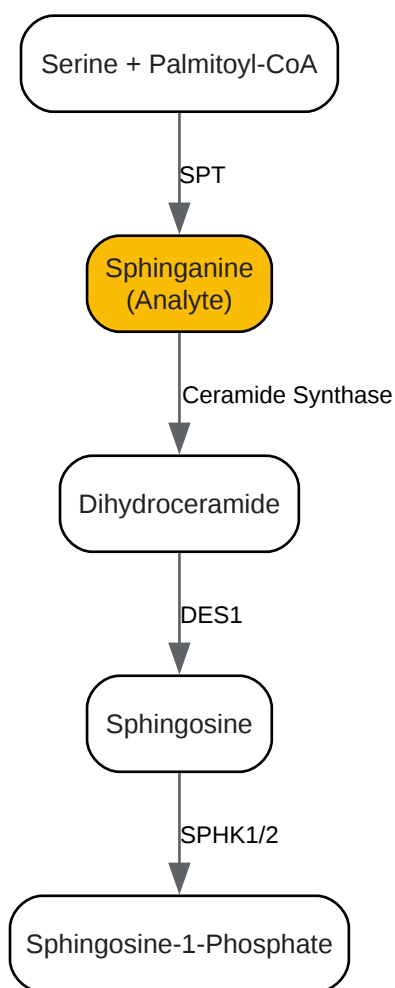 Serine + Palmitoyl-CoA
SPT
Sphinganine
(Analyte)
Ceramide Synthase
Dihydroceramide
DES1
Sphingosine
SPHK1/2
Sphingosine-1-Phosphate